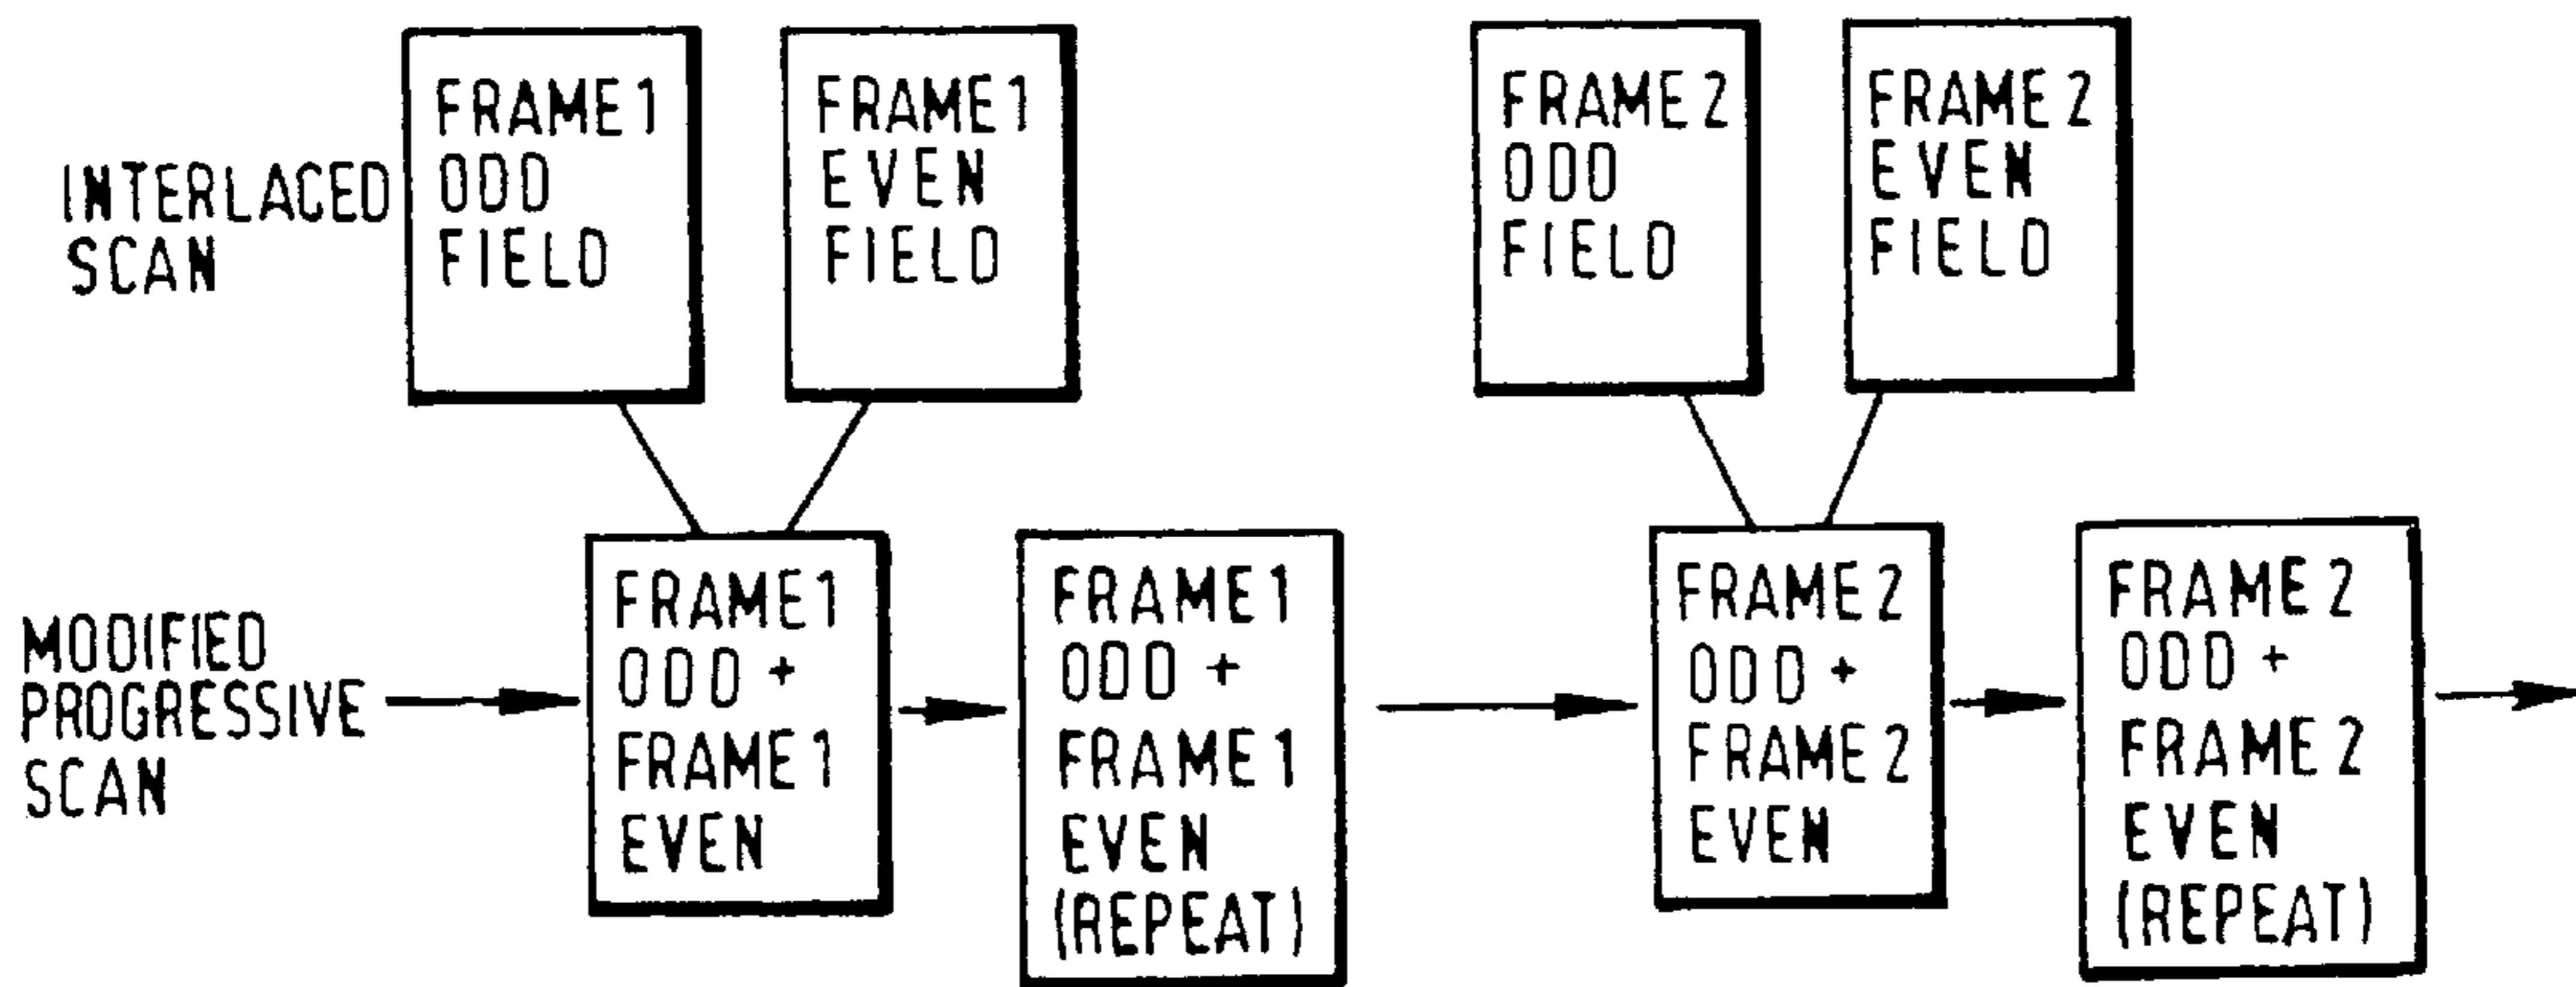 INTERLACED
SCAN
FRAME 1
ODD
FIELD
FRAME 1
EVEN
FIELD
FRAME 2
ODD
FIELD
FRAME 2
EVEN
FIELD
MODIFIED
PROGRESSIVE
SCAN
FRAME 1
ODD +
FRAME 1
EVEN
FRAME 1
ODD +
FRAME 1
EVEN
(REPEAT)
FRAME 2
ODD +
FRAME 2
EVEN
FRAME 2
ODD +
FRAME 2
EVEN
(REPEAT)